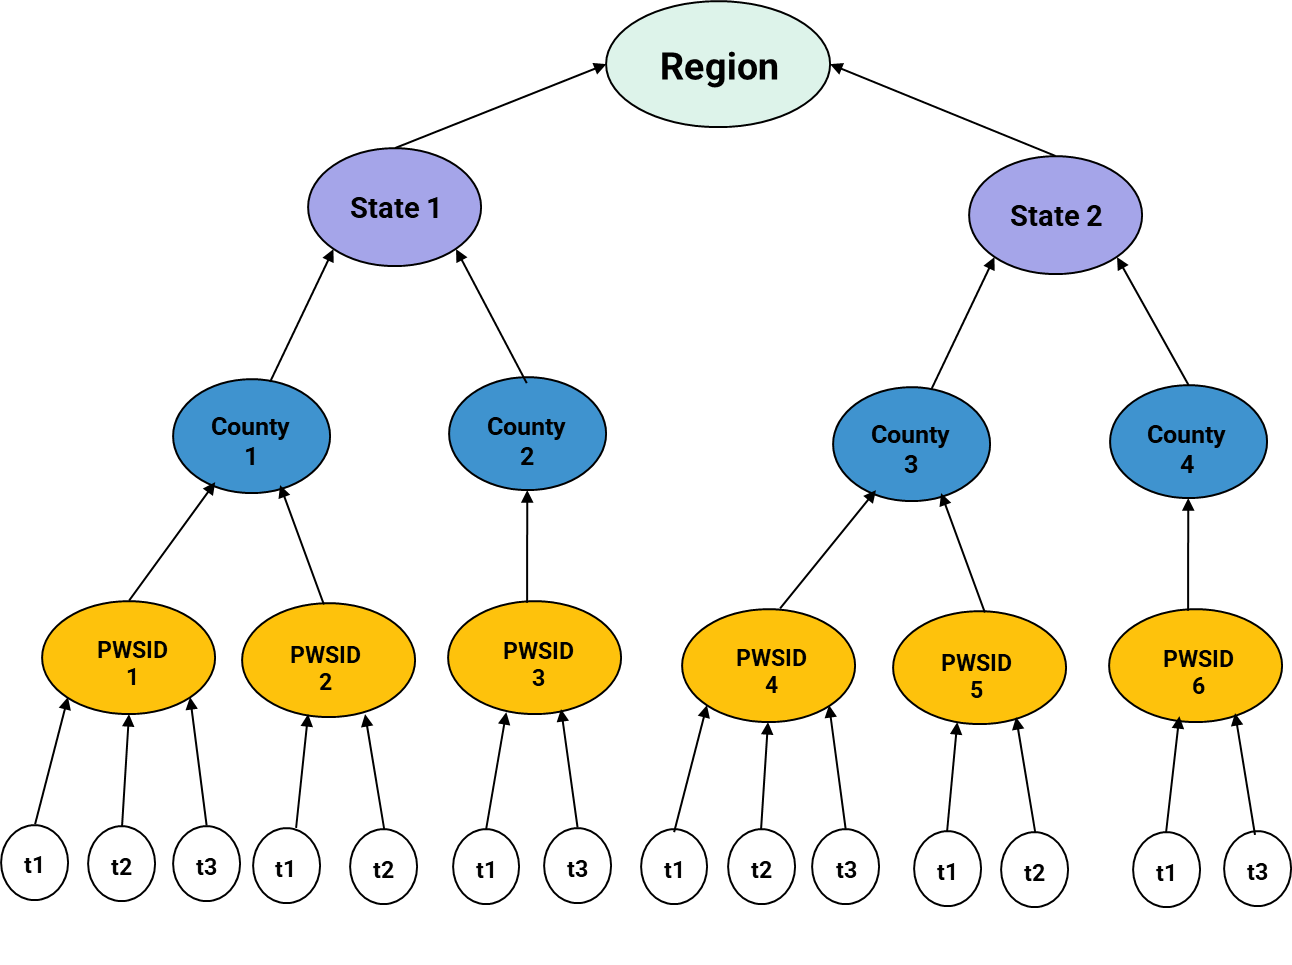 Region
State 1
State 2
County
1
County
2
County
3
County
4
PWSID
1
PWSID
2
PWSID
3
PWSID
4
PWSID
5
PWSID
6
t1
t2
t3
t1
t2
t1
t3
t1
t2
t3
t1
t2
t1
t3